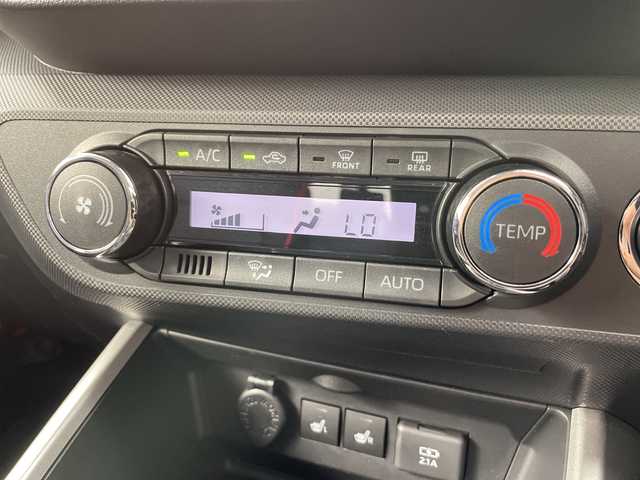 A/C
FRONT
REAR
LO
TEMP
OFF
AUTO
L
R
2.1A